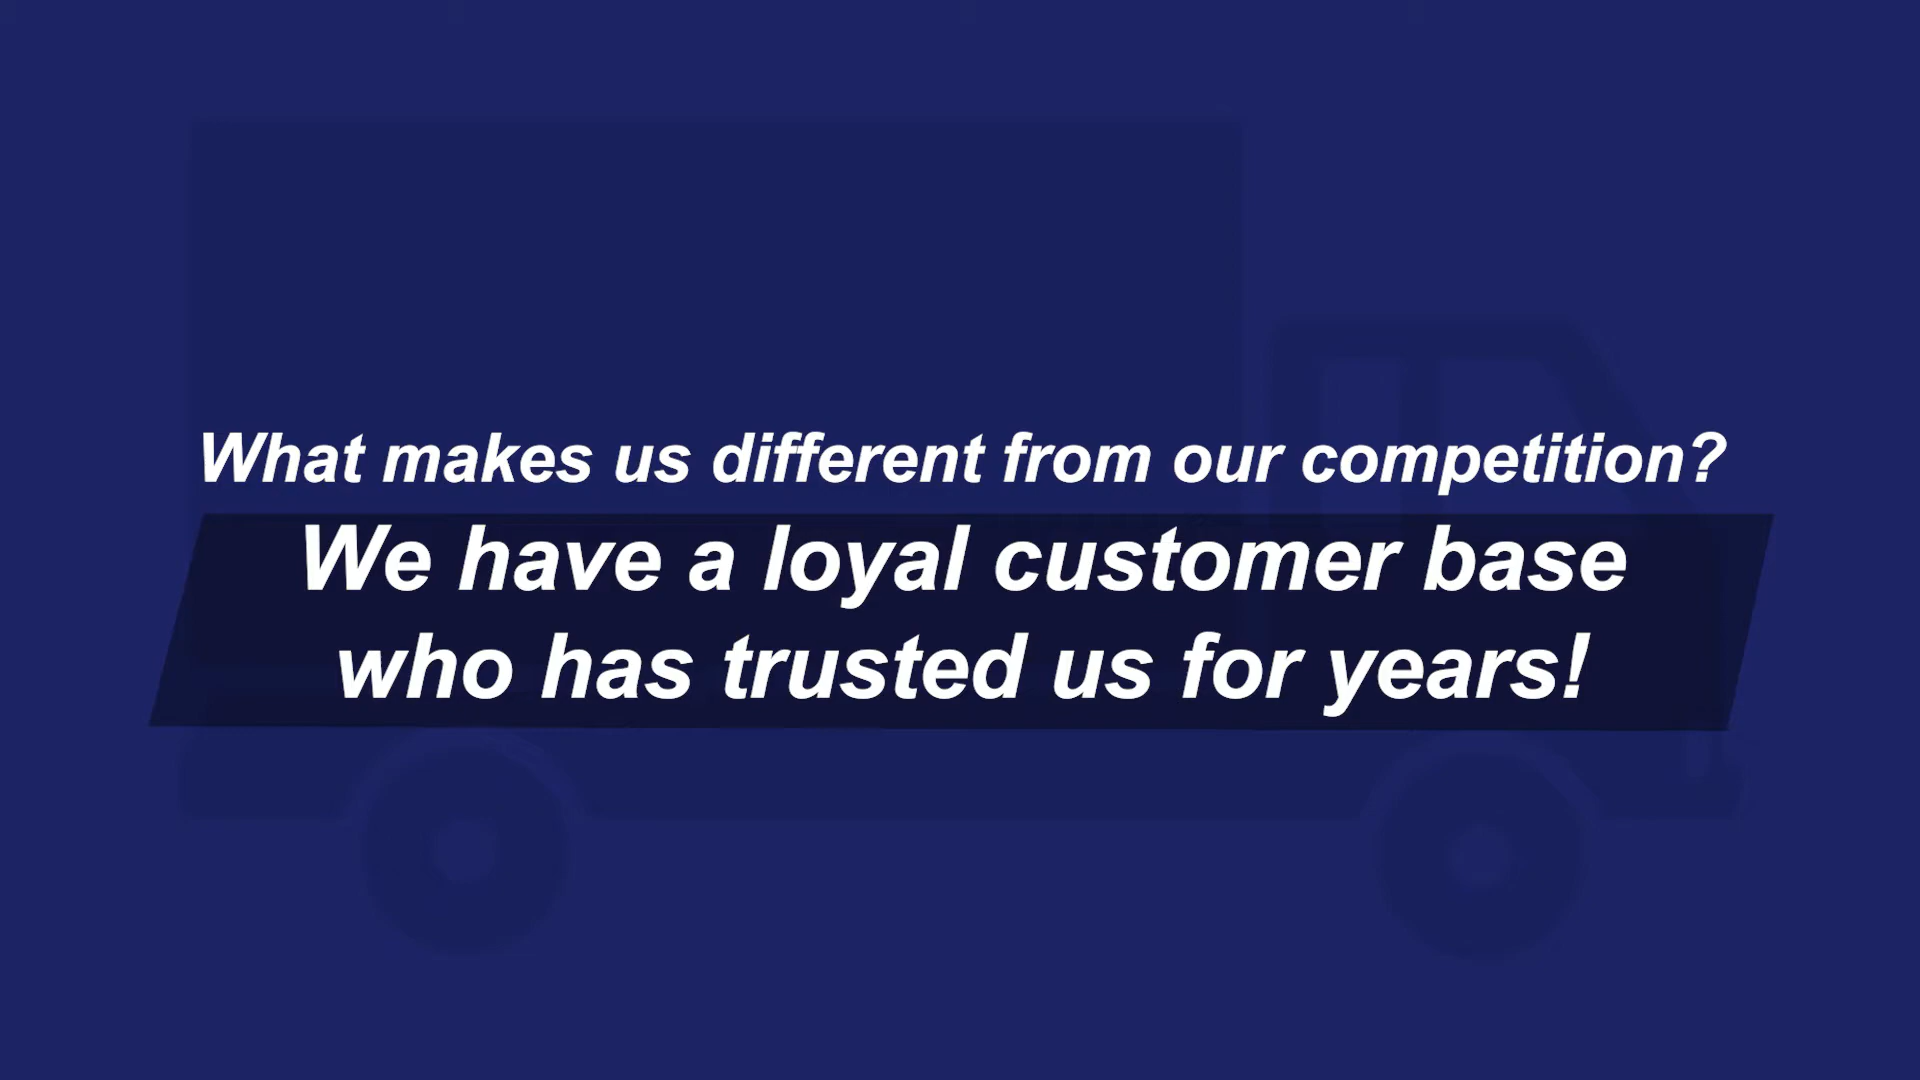 What makes us different from our competition?
We have a loyal customer base
who has trusted us for years!